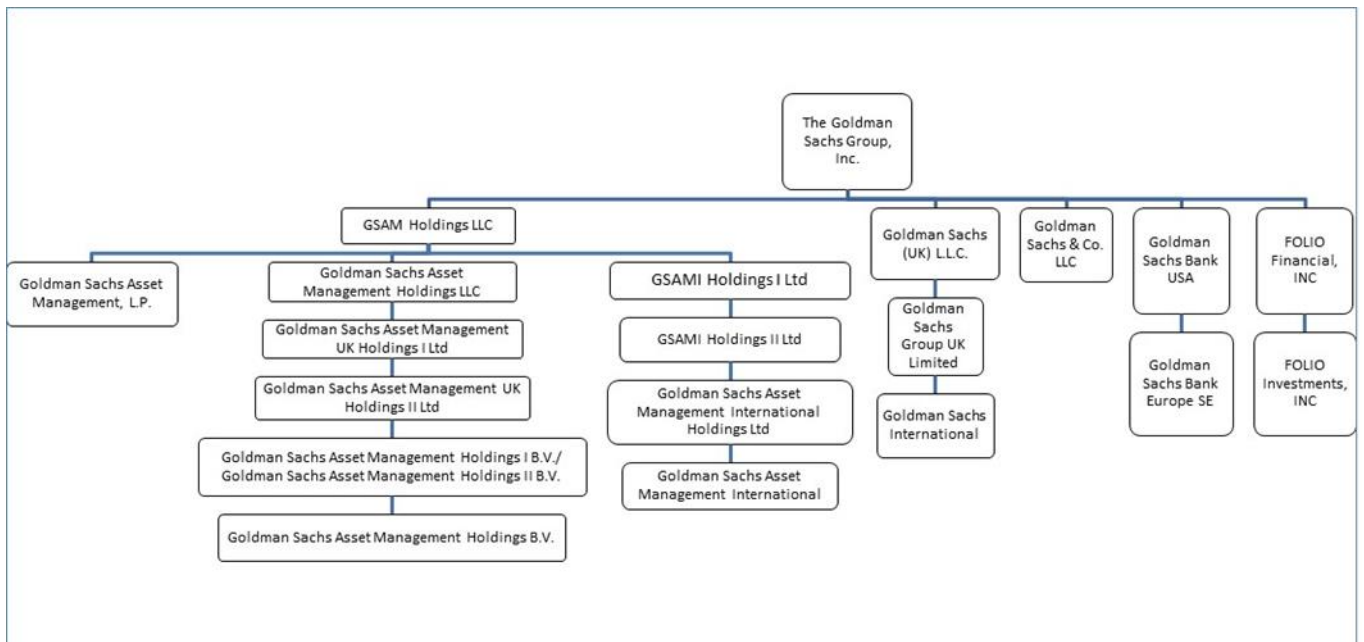 The Goldman
Sachs Group,
Inc.
GSAM Holdings LLC
Goldman Sachs
(UK) L.L.C.
Goldman
Sachs & Co.
LLC
Goldman
Sachs Bank
USA
FOLIO
Financial,
INC
Goldman Sachs Asset
Management, L.P.
Goldman Sachs Asset
Management Holdings LLC
GSAMI Holdings I Ltd
Goldman Sachs Asset Management
UK Holdings I Ltd
GSAMI Holdings II Ltd
Goldman
Sachs
Group UK
Limited
Goldman
Sachs Bank
Europe SE
FOLIO
Investments,
INC
Goldman Sachs Asset Management UK
Holdings II Ltd
Goldman Sachs Asset
Management International
Holdings Ltd
Goldman Sachs
International
Goldman Sachs Asset Management Holdings I B.V./
Goldman Sachs Asset Management Holdings II B.V.
Goldman Sachs Asset
Management International
Goldman Sachs Asset Management Holdings B.V.